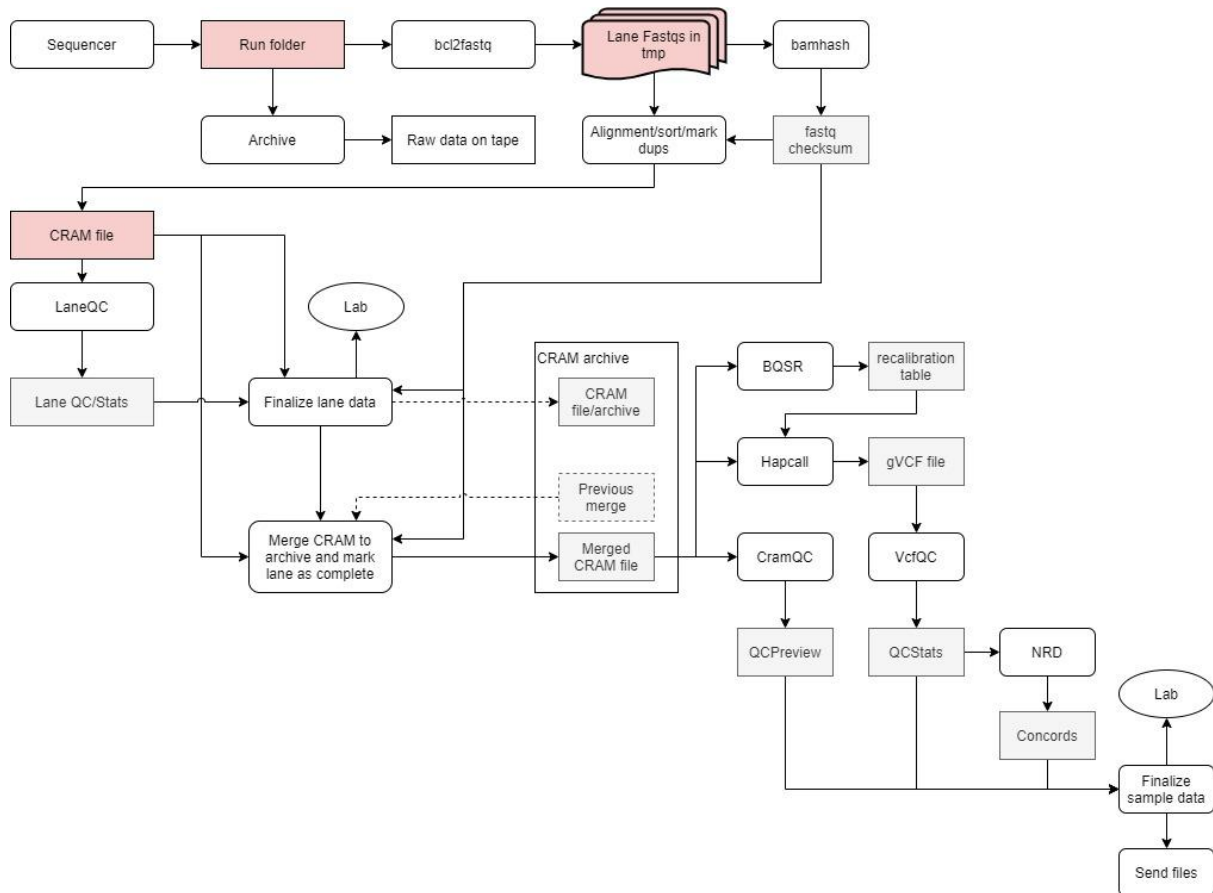 Sequencer
Run folder
bcl2fastq
Lane Fastqs in
tmp
bamhash
Archive
Raw data on tape
Alignment/sort/mark
dups
fastq
checksum
CRAM file
LaneQC
Lab
Lane QC/Stats
Finalize lane data
CRAM archive
CRAM
file/archive
BQSR
recalibration
table
Previous
merge
Hapcall
gVCF file
Merge CRAM to
archive and mark
lane as complete
Merged
CRAM file
CramQC
VcfQC
QCPreview
QCStats
NRD
Lab
Concords
Finalize
sample data
Send files